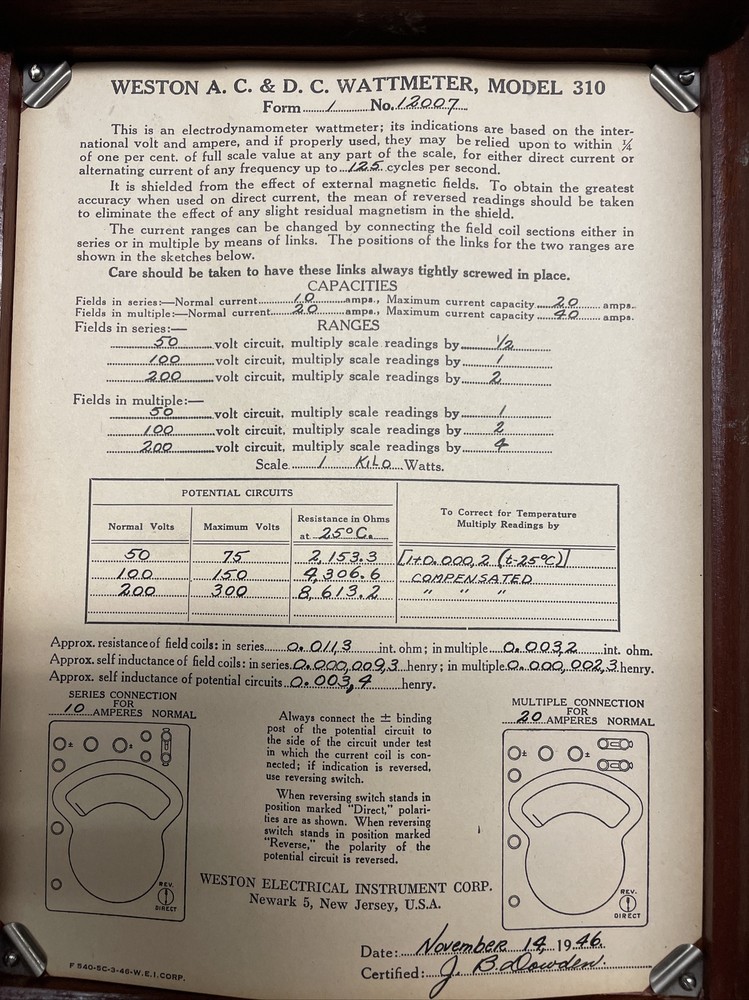 WESTON A. C. & D. C. WATTMETER, MODEL 310
Form 1 No. 12007
This is an electrodynamometer wattmeter; its indications are based on the inter-
national volt and ampere, and if properly used, they may be relied upon to within ¼
of one per cent. of full scale value at any part of the scale, for either direct current or
alternating current of any frequency up to 125 cycles per second.
It is shielded from the effect of external magnetic fields. To obtain the greatest
accuracy when used on direct current, the mean of reversed readings should be taken
to eliminate the effect of any slight residual magnetism in the shield.
The current ranges can be changed by connecting the field coil sections either in
series or in multiple by means of links. The positions of the links for the two ranges are
shown in the sketches below.
Care should be taken to have these links always tightly screwed in place.
CAPACITIES
Fields in series:—Normal current 10 amps., Maximum current capacity 20 amps.
Fields in multiple:—Normal current 20 amps., Maximum current capacity 40 amps.
Fields in series:— RANGES
50 volt circuit, multiply scale readings by 1/2
100 volt circuit, multiply scale readings by 1
200 volt circuit, multiply scale readings by 2
Fields in multiple:—
50 volt circuit, multiply scale readings by 1
100 volt circuit, multiply scale readings by 2
200 volt circuit, multiply scale readings by 4
Scale 1 KILO Watts.
POTENTIAL CIRCUITS
To Correct for Temperature
Multiply Readings by
Normal Volts Maximum Volts Resistance in Ohms
at 25°C.
50 75 2,153.3 [1+0.000,2 (t-25°C)]
100 150 4,306.6 COMPENSATED
200 300 8,613.2 " " "
Approx. resistance of field coils: in series 0.011,3 int. ohm; in multiple 0.003,2 int. ohm.
Approx. self inductance of field coils: in series 0.000,009,3 henry; in multiple 0.000,002,3 henry.
Approx. self inductance of potential circuits 0.003,4 henry.
SERIES CONNECTION
FOR
10 AMPERES NORMAL
±
±
REV.
DIRECT
Always connect the ± binding
post of the potential circuit to
the side of the circuit under test
in which the current coil is con-
nected; if indication is reversed,
use reversing switch.
When reversing switch stands in
position marked "Direct," polari-
ties are as shown. When reversing
switch stands in position marked
"Reverse," the polarity of the
potential circuit is reversed.
MULTIPLE CONNECTION
FOR
20 AMPERES NORMAL
±
±
REV.
DIRECT
WESTON ELECTRICAL INSTRUMENT CORP.
Newark 5, New Jersey, U.S.A.
Date: November 14, 1946.
Certified: J. B. Dowden.
F 540-5C-3-46-W.E.I.CORP.